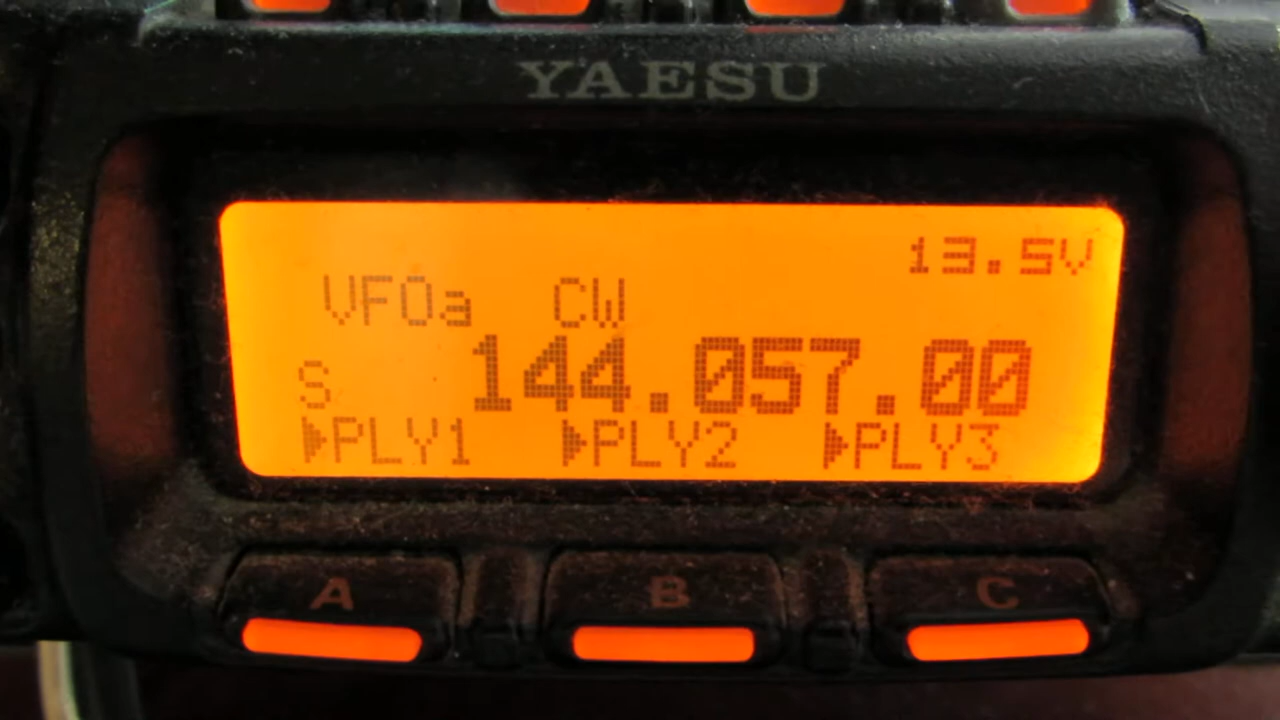 YAESU
13.5V
VFOa CW
144.057.00
S
▶PLY1 ▶PLY2 ▶PLY3
A B C